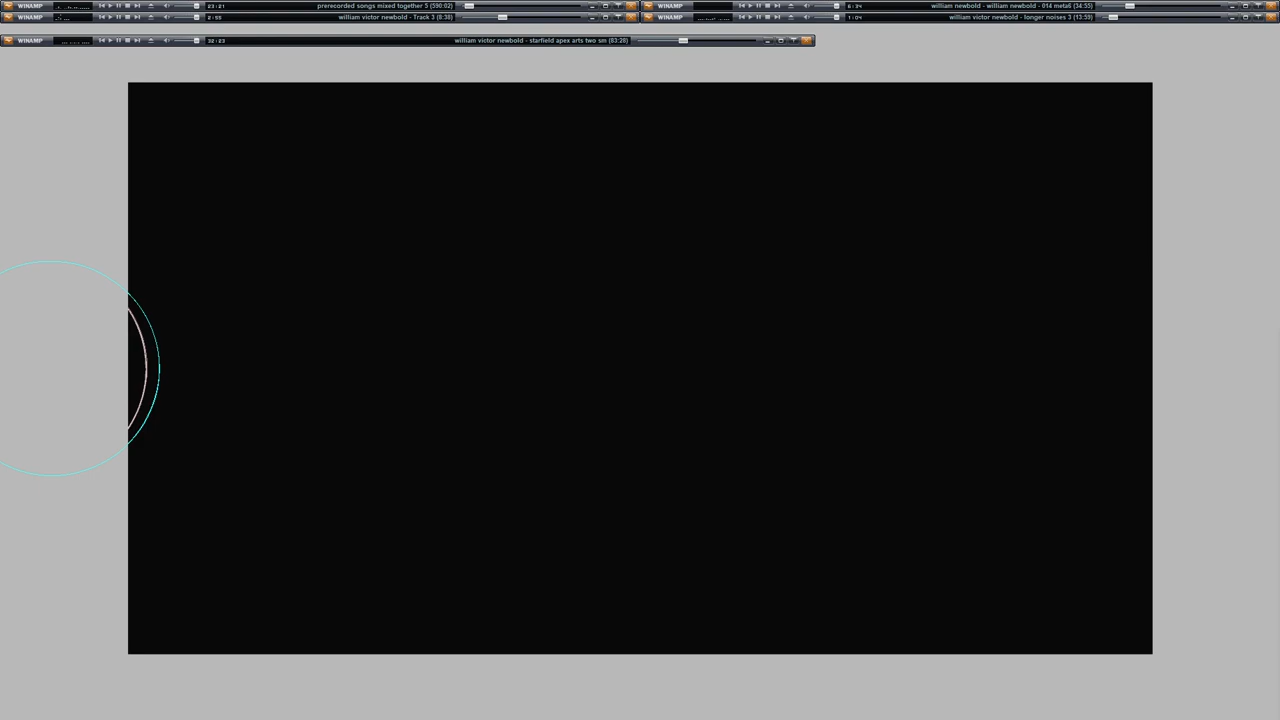 WINAMP 23:21 prerecorded songs mixed together 5 (590:02)
WINAMP 6:34 william newbold - william newbold - 014 meta6 (34:55)
WINAMP 2:55 william victor newbold - Track 3 (8:38)
WINAMP 1:04 william victor newbold - longer noises 3 (13:59)
WINAMP 32:23 william victor newbold - starfield apex arts two sm (83:28)